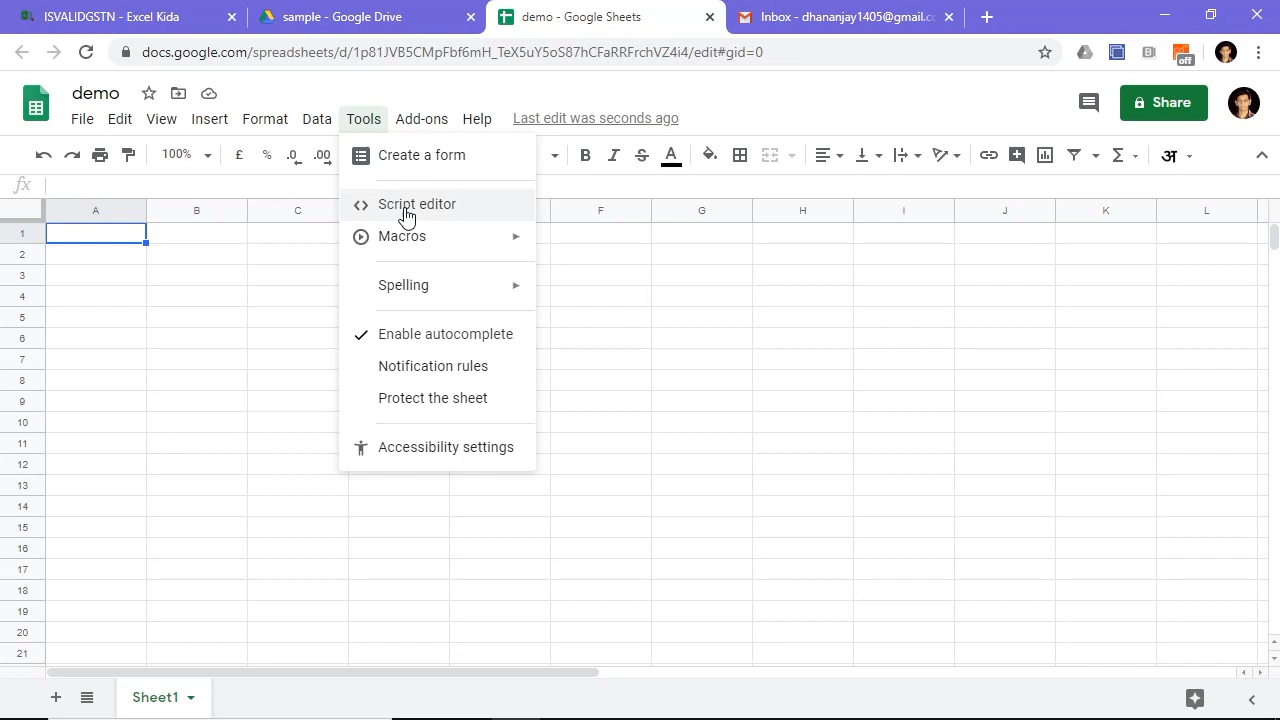 ISVALIDGSTN - Excel Kida
sample - Google Drive
demo - Google Sheets
Inbox - dhananjay1405@gmail.c
docs.google.com/spreadsheets/d/1p81JVB5CMpFbf6mH_TeX5uY5oS87hCFaRRFrchVZ4i4/edit#gid=0
off
demo
Share
File Edit View Insert Format Data Tools Add-ons Help Last edit was seconds ago
100% £ % .0 .00 B I S A Σ अ
fx
Create a form
Script editor
Macros
Spelling
Enable autocomplete
Notification rules
Protect the sheet
Accessibility settings
A B C F G H I J K L
1
2
3
4
5
6
7
8
9
10
11
12
13
14
15
16
17
18
19
20
21
Sheet1